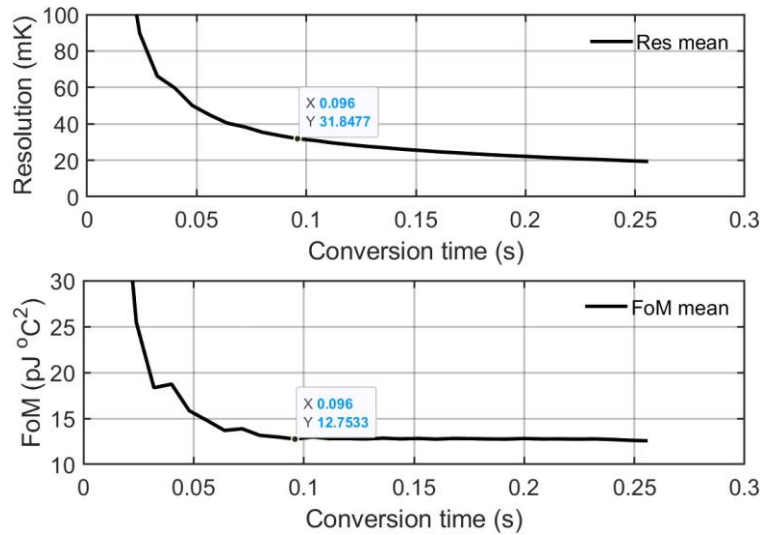 100
80
60
40
20
0
Resolution (mK)
Res mean
X 0.096
Y 31.8477
0 0.05 0.1 0.15 0.2 0.25 0.3
Conversion time (s)
30
25
20
15
10
FoM (pJ °C²)
FoM mean
X 0.096
Y 12.7533
0 0.05 0.1 0.15 0.2 0.25 0.3
Conversion time (s)